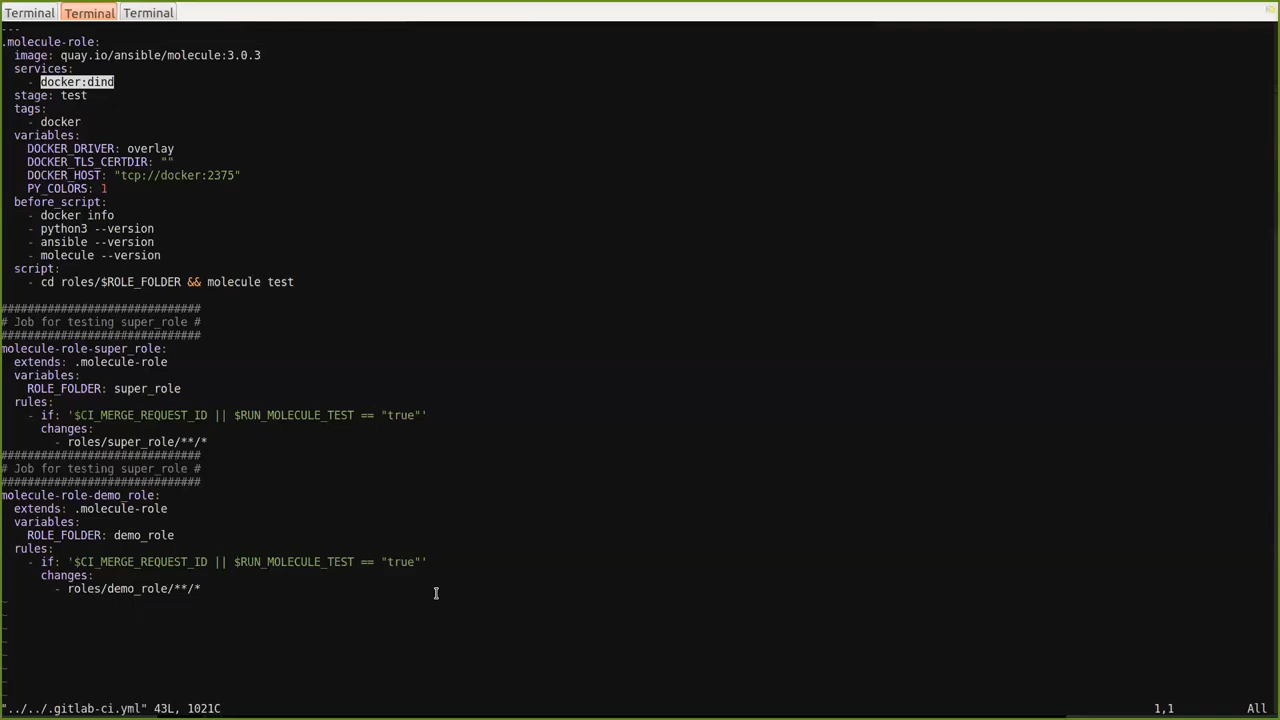 Terminal Terminal Terminal
---
.molecule-role:
  image: quay.io/ansible/molecule:3.0.3
  services:
    - docker:dind
  stage: test
  tags:
    - docker
  variables:
    DOCKER_DRIVER: overlay
    DOCKER_TLS_CERTDIR: ""
    DOCKER_HOST: "tcp://docker:2375"
    PY_COLORS: 1
  before_script:
    - docker info
    - python3 --version
    - ansible --version
    - molecule --version
  script:
    - cd roles/$ROLE_FOLDER && molecule test

##############################
# Job for testing super_role #
##############################
molecule-role-super_role:
  extends: .molecule-role
  variables:
    ROLE_FOLDER: super_role
  rules:
    - if: '$CI_MERGE_REQUEST_ID || $RUN_MOLECULE_TEST == "true"'
      changes:
        - roles/super_role/**/*
##############################
# Job for testing super_role #
##############################
molecule-role-demo_role:
  extends: .molecule-role
  variables:
    ROLE_FOLDER: demo_role
  rules:
    - if: '$CI_MERGE_REQUEST_ID || $RUN_MOLECULE_TEST == "true"'
      changes:
        - roles/demo_role/**/*
~
~
~
~
~
~
~
~
"../../.gitlab-ci.yml" 43L, 1021C 1,1 All